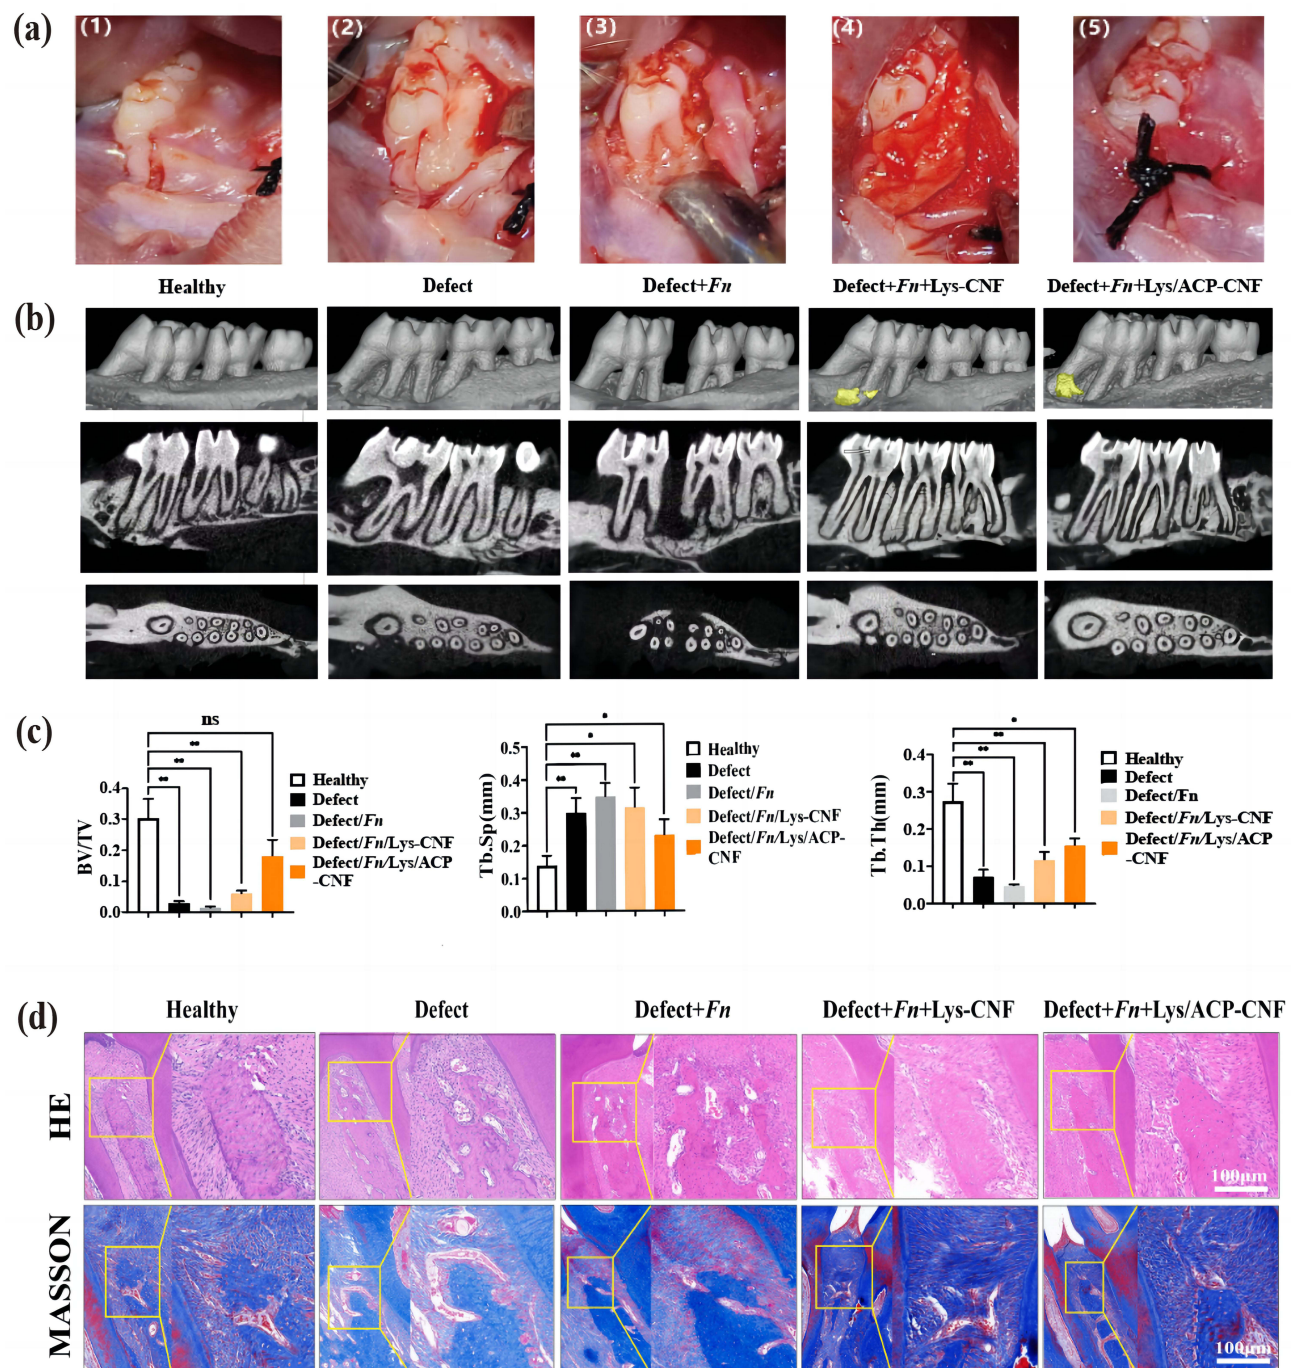 (a)
(1)
(2)
(3)
(4)
(5)
Healthy
Defect
Defect+Fn
Defect+Fn+Lys-CNF
Defect+Fn+Lys/ACP-CNF
(b)
(c)
ns
**
**
**
0.4
0.3
0.2
0.1
0.0
BV/TV
Healthy
Defect
Defect/Fn
Defect/Fn/Lys-CNF
Defect/Fn/Lys/ACP
-CNF
*
*
**
**
0.5
0.4
0.3
0.2
0.1
0.0
Tb.Sp(mm)
Healthy
Defect
Defect/Fn
Defect/Fn/Lys-CNF
Defect/Fn/Lys/ACP-
CNF
*
**
**
**
0.4
0.3
0.2
0.1
0.0
Tb.Th(mm)
Healthy
Defect
Defect/Fn
Defect/Fn/Lys-CNF
Defect/Fn/Lys/ACP
-CNF
(d)
Healthy
Defect
Defect+Fn
Defect+Fn+Lys-CNF
Defect+Fn+Lys/ACP-CNF
HE
100μm
MASSON
100μm